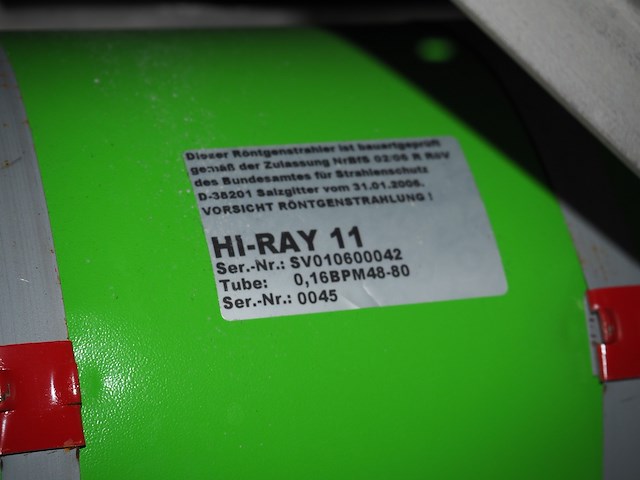 Dieser Röntgenstrahler ist bauartgeprüft
gemäß der Zulassung NrBfS 02/06 R RöV
des Bundesamtes für Strahlenschutz
D-38201 Salzgitter vom 31.01.2006.
VORSICHT RÖNTGENSTRAHLUNG !
HI-RAY 11
Ser.-Nr.: SV010600042
Tube: 0,16BPM48-80
Ser.-Nr.: 0045